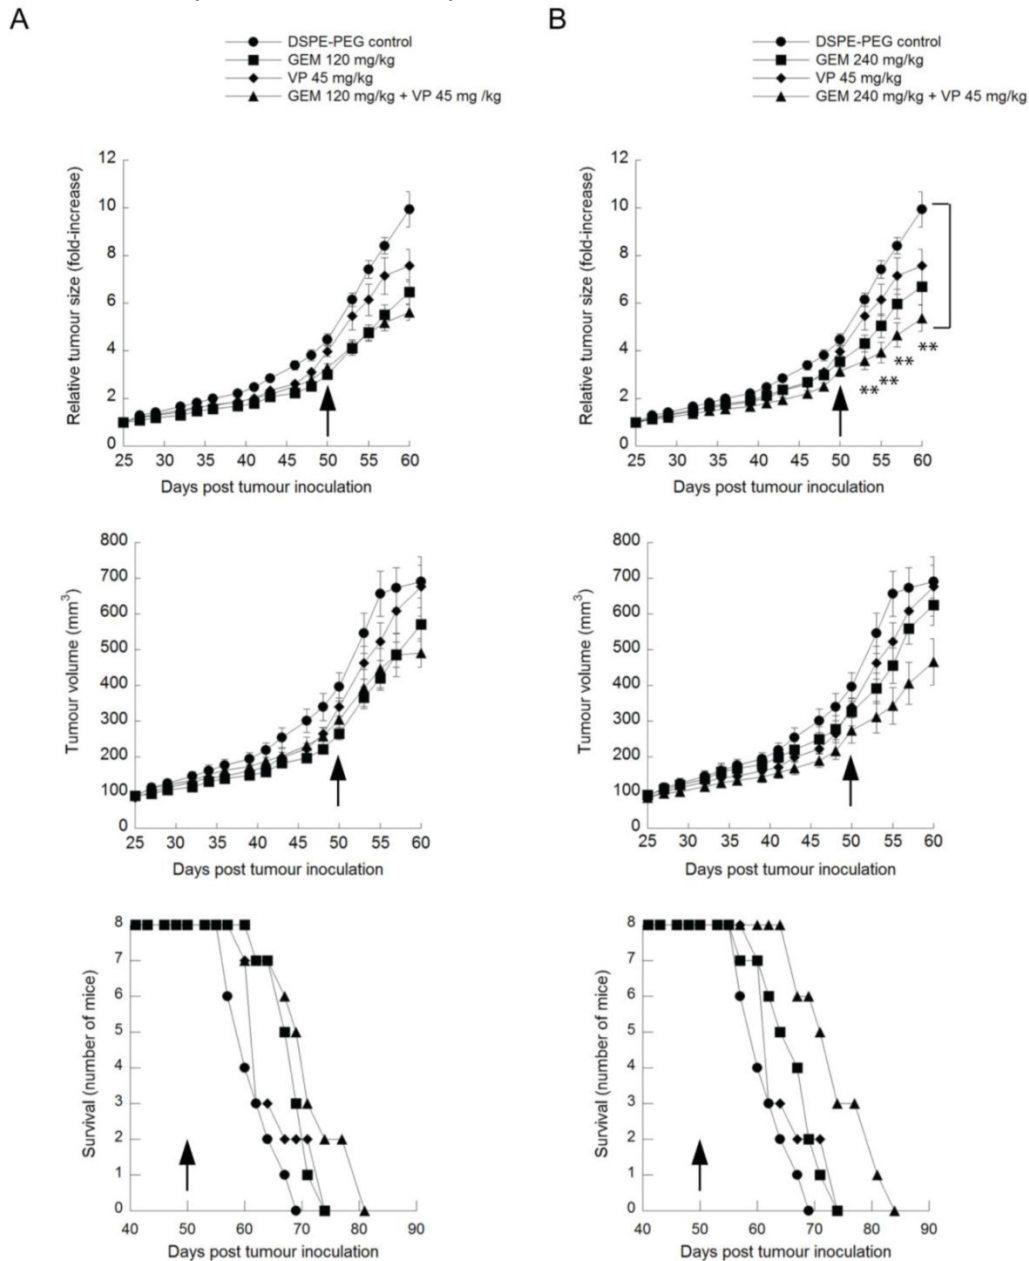 A
DSPE-PEG control
GEM 120 mg/kg
VP 45 mg/kg
GEM 120 mg/kg + VP 45 mg /kg
Relative tumour size (fold-increase)
12
10
8
6
4
2
0
25 30 35 40 45 50 55 60
Days post tumour inoculation
Tumour volume (mm³)
800
700
600
500
400
300
200
100
0
25 30 35 40 45 50 55 60
Days post tumour inoculation
Survival (number of mice)
8
7
6
5
4
3
2
1
0
40 50 60 70 80 90
Days post tumour inoculation
B
DSPE-PEG control
GEM 240 mg/kg
VP 45 mg/kg
GEM 240 mg/kg + VP 45 mg/kg
Relative tumour size (fold-increase)
12
10
8
6
4
2
0
**
**
**
**
25 30 35 40 45 50 55 60
Days post tumour inoculation
Tumour volume (mm³)
800
700
600
500
400
300
200
100
0
25 30 35 40 45 50 55 60
Days post tumour inoculation
Survival (number of mice)
8
7
6
5
4
3
2
1
0
40 50 60 70 80 90
Days post tumour inoculation